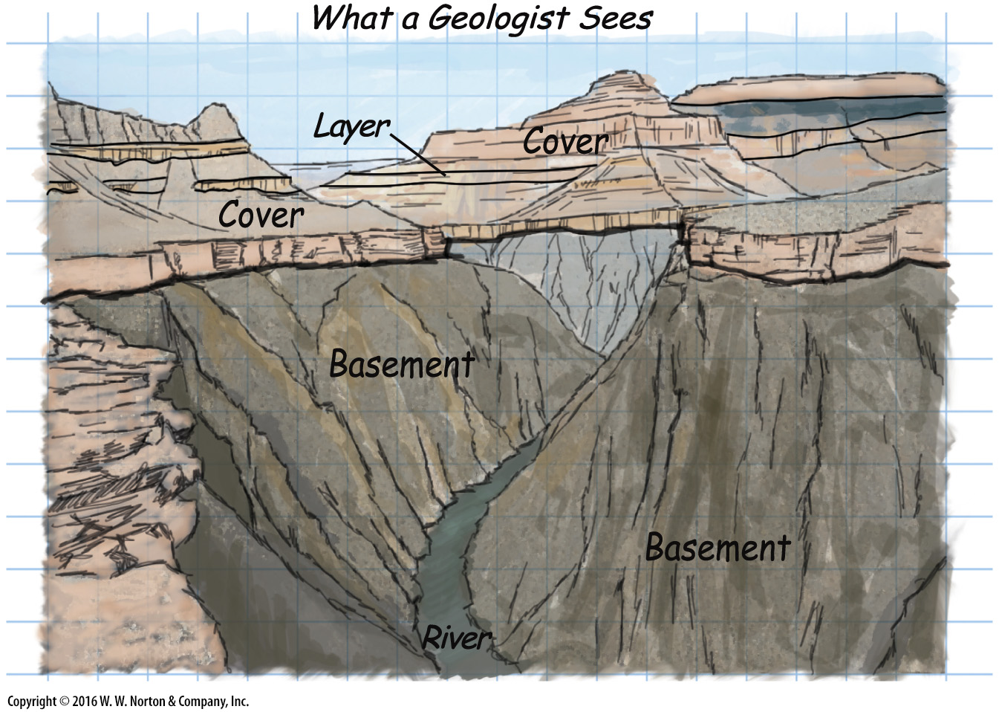 What a Geologist Sees
Layer
Cover
Cover
Basement
Basement
River
Copyright © 2016 W. W. Norton & Company, Inc.